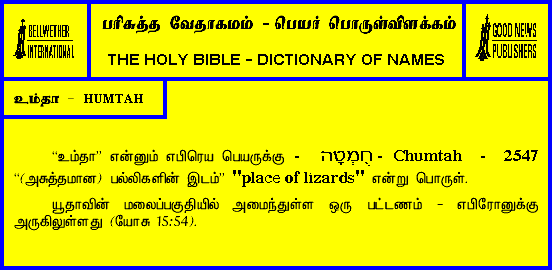 BELLWETHER
INTERNATIONAL
பரிசுத்த வேதாகமம் - பெயர் பொருள்விளக்கம்
THE HOLY BIBLE - DICTIONARY OF NAMES
GOOD NEWS
PUBLISHERS
உம்தா - HUMTAH
“உம்தா” என்னும் எபிரெய பெயருக்கு - חֻמְטָה - Chumtah - 2547
“(அசுத்தமான) பல்லிகளின் இடம்” "place of lizards" என்று பொருள்.
யூதாவின் மலைப்பகுதியில் அமைந்துள்ள ஒரு பட்டணம் - எபிரோனுக்கு
அருகிலுள்ளது (யோசு 15:54).